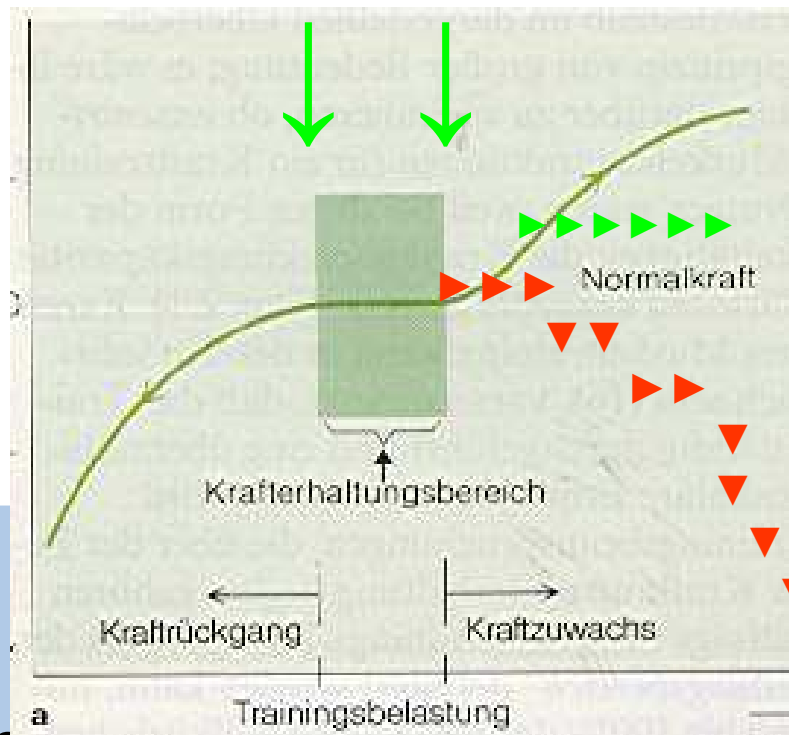 Normalkraft
Krafterhaltungsbereich
Kraftrückgang
Kraftzuwachs
a
Trainingsbelastung